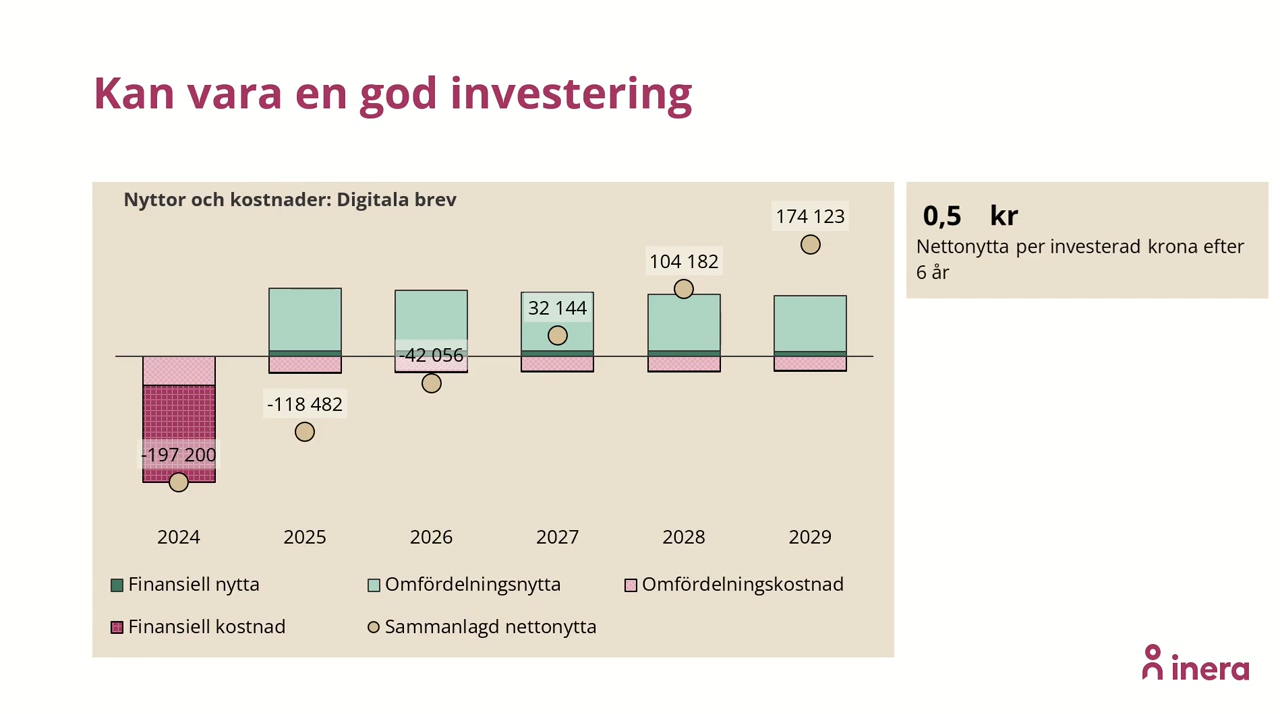 Kan vara en god investering
Nyttor och kostnader: Digitala brev
174 123
104 182
32 144
-42 056
-118 482
-197 200
2024 2025 2026 2027 2028 2029
Finansiell nytta Omfördelningsnytta Omfördelningskostnad
Finansiell kostnad Sammanlagd nettonytta
0,5 kr
Nettonytta per investerad krona efter
6 år
inera